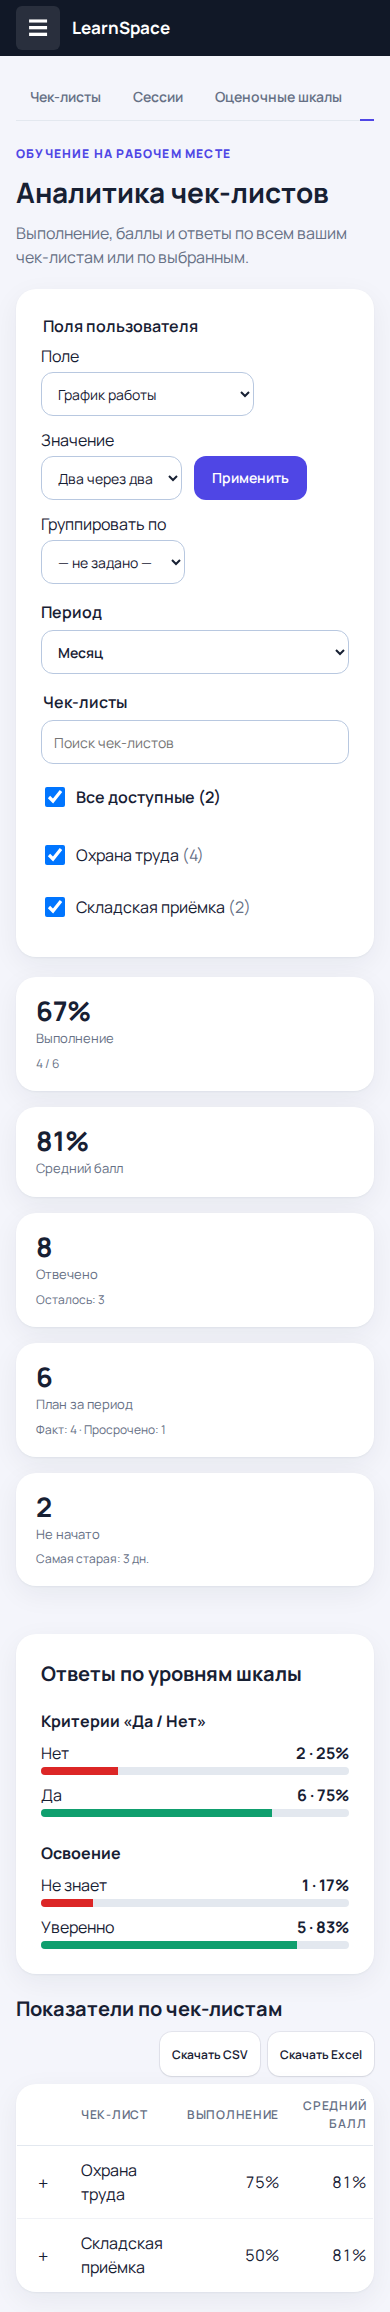 ☰ LearnSpace
Чек-листы Сессии Оценочные шкалы
ОБУЧЕНИЕ НА РАБОЧЕМ МЕСТЕ
Аналитика чек-листов
Выполнение, баллы и ответы по всем вашим
чек-листам или по выбранным.
Поля пользователя
Поле
График работы
Значение
Два через два Применить
Группировать по
— не задано —
Период
Месяц
Чек-листы
Поиск чек-листов
Все доступные (2)
Охрана труда (4)
Складская приёмка (2)
67%
Выполнение
4 / 6
81%
Средний балл
8
Отвечено
Осталось: 3
6
План за период
Факт: 4 · Просрочено: 1
2
Не начато
Самая старая: 3 дн.
Ответы по уровням шкалы
Критерии «Да / Нет»
Нет 2 · 25%
Да 6 · 75%
Освоение
Не знает 1 · 17%
Уверенно 5 · 83%
Показатели по чек-листам
Скачать CSV Скачать Excel
ЧЕК-ЛИСТ ВЫПОЛНЕНИЕ СРЕДНИЙ
БАЛЛ
+ Охрана
труда 75% 81%
+ Складская
приёмка 50% 81%